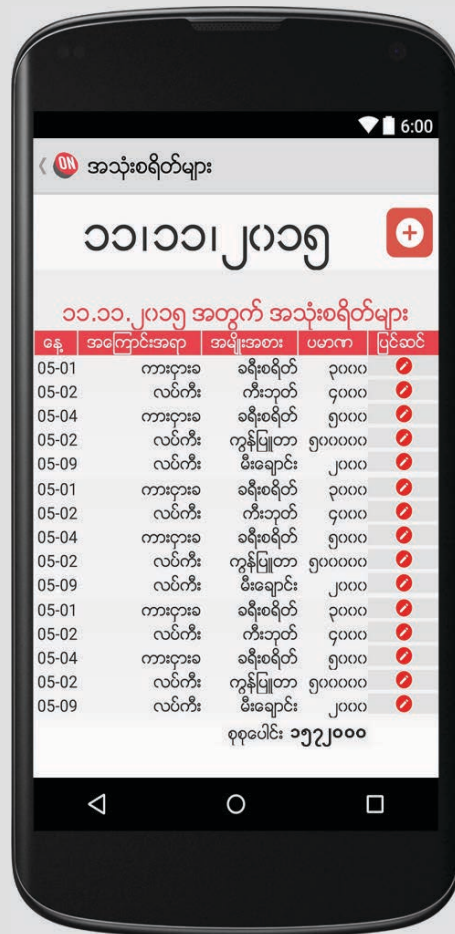 6:00
ON အသုံးစရိတ်များ
၁၁၊၁၁၊၂၀၁၅
၁၁.၁၁.၂၀၁၅ အတွက် အသုံးစရိတ်များ
နေ့ အကြောင်းအရာ အမျိုးအစား ပမာဏ ပြင်ဆင်
05-01 ကားငှားခ ခရီးစရိတ် ၃၀၀၀
05-02 လပ်ကီး ကီးဘုတ် ၄၀၀၀
05-04 ကားငှားခ ခရီးစရိတ် ၅၀၀၀
05-02 လပ်ကီး ကွန်ပြူတာ ၅၀၀၀၀၀
05-09 လပ်ကီး မီးချောင်း ၂၀၀၀
05-01 ကားငှားခ ခရီးစရိတ် ၃၀၀၀
05-02 လပ်ကီး ကီးဘုတ် ၄၀၀၀
05-04 ကားငှားခ ခရီးစရိတ် ၅၀၀၀
05-02 လပ်ကီး ကွန်ပြူတာ ၅၀၀၀၀၀
05-09 လပ်ကီး မီးချောင်း ၂၀၀၀
05-01 ကားငှားခ ခရီးစရိတ် ၃၀၀၀
05-02 လပ်ကီး ကီးဘုတ် ၄၀၀၀
05-04 ကားငှားခ ခရီးစရိတ် ၅၀၀၀
05-02 လပ်ကီး ကွန်ပြူတာ ၅၀၀၀၀၀
05-09 လပ်ကီး မီးချောင်း ၂၀၀၀
စုစုပေါင်း ၁၅၇၂၀၀၀